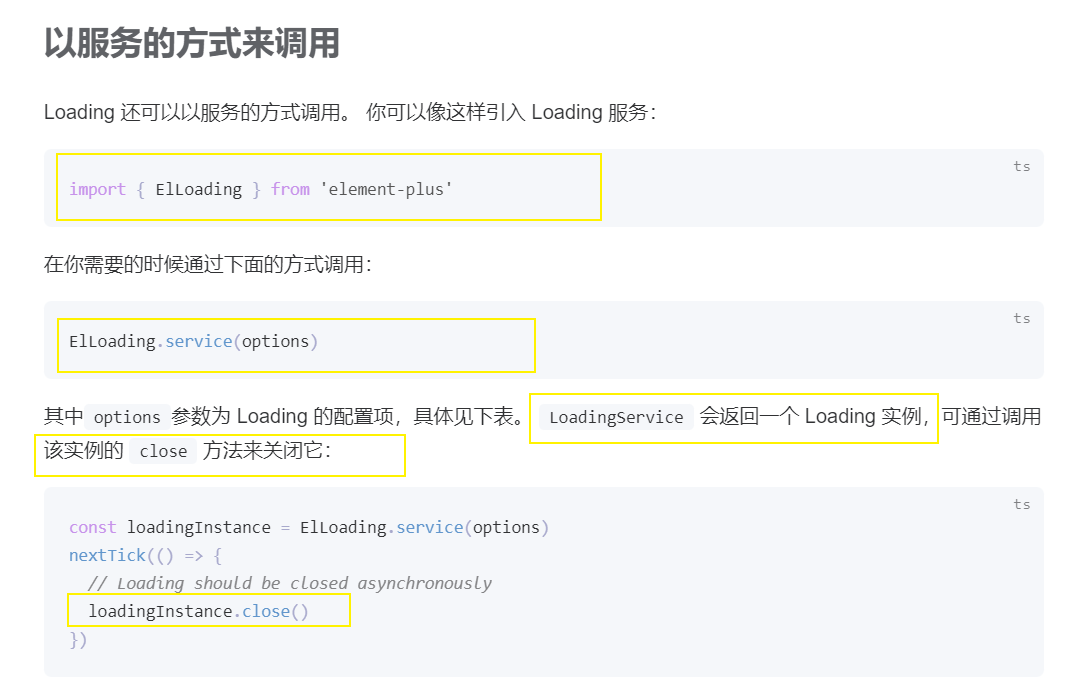 以服务的方式来调用
Loading 还可以以服务的方式调用。 你可以像这样引入 Loading 服务：
ts
import { ElLoading } from 'element-plus'
在你需要的时候通过下面的方式调用：
ts
ElLoading.service(options)
其中 options 参数为 Loading 的配置项，具体见下表。 LoadingService 会返回一个 Loading 实例，可通过调用
该实例的 close 方法来关闭它：
ts
const loadingInstance = ElLoading.service(options)
nextTick(() => {
  // Loading should be closed asynchronously
  loadingInstance.close()
})